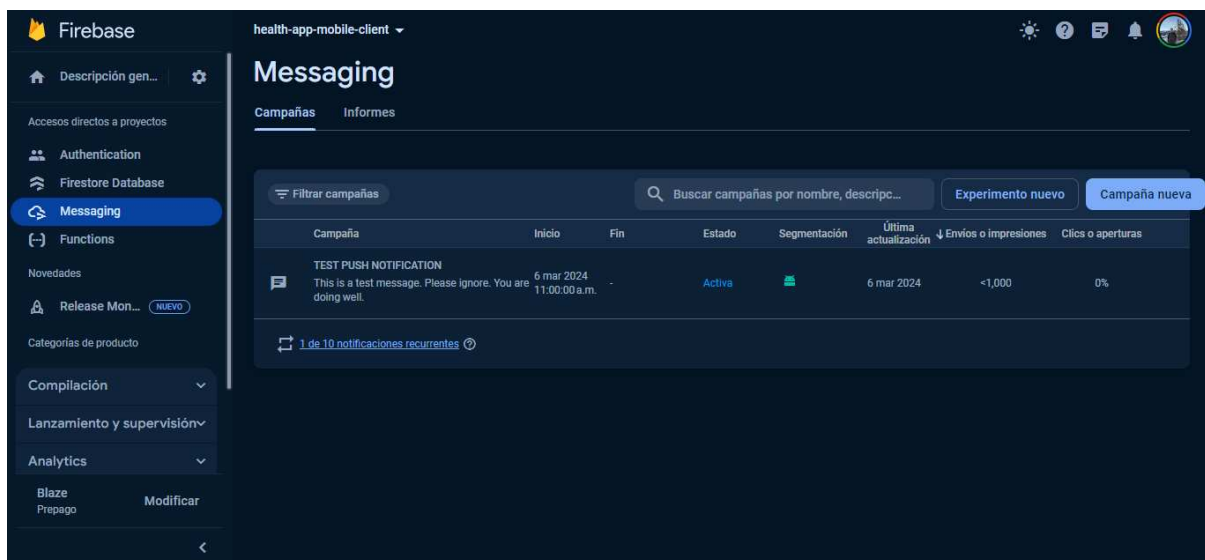 Firebase
Descripción gen...
Accesos directos a proyectos
Authentication
Firestore Database
Messaging
Functions
Novedades
Release Mon... NUEVO
Categorías de producto
Compilación
Lanzamiento y supervisión
Analytics
Blaze
Prepago
Modificar
health-app-mobile-client
Messaging
Campañas Informes
Filtrar campañas Buscar campañas por nombre, descripc... Experimento nuevo Campaña nueva
Campaña Inicio Fin Estado Segmentación Última actualización Envíos o impresiones Clics o aperturas
TEST PUSH NOTIFICATION
This is a test message. Please ignore. You are
doing well.
6 mar 2024
11:00:00 a.m.
-
Activa
6 mar 2024
<1,000
0%
1 de 10 notificaciones recurrentes